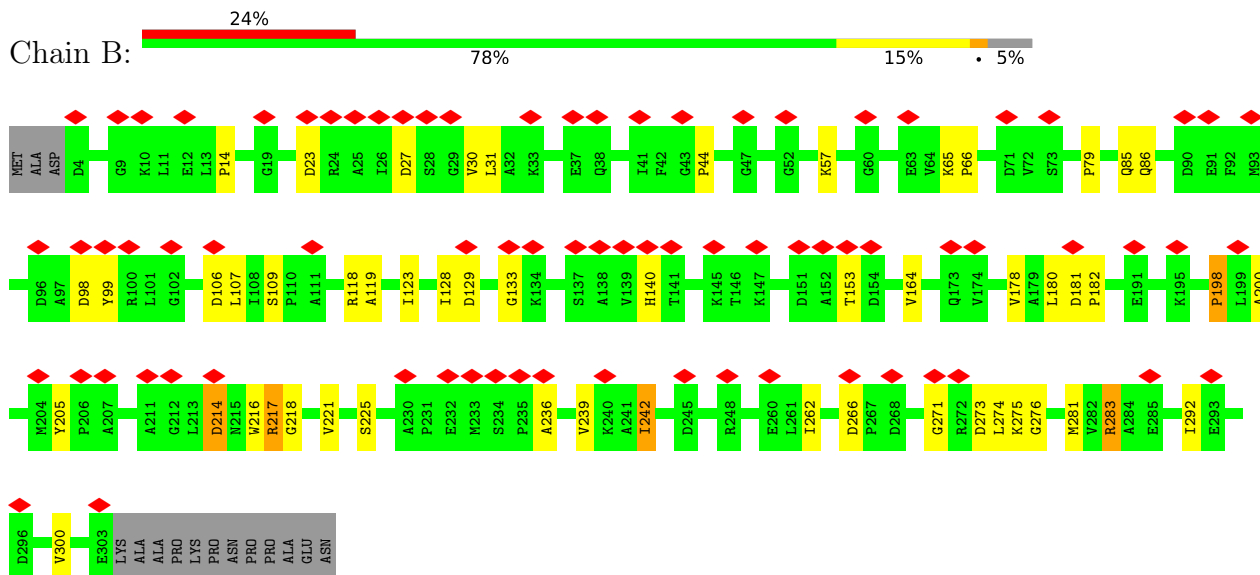 24%
Chain B:
78% 15% • 5%
MET ALA ASP D4 G9 K10 L11 E12 L13 P14 G19 D23 R24 A25 I26 D27 S28 G29 V30 L31 A32 K33 E37 Q38 I41 F42 G43 P44 G47 G52 K57 G60 E63 V64 K65 P66 D71 V72 S73 P79 Q85 Q86 D90 E91 F92 M93
D96 A97 D98 Y99 R100 L101 G102 D106 L107 I108 S109 P110 A111 R118 A119 I123 I128 D129 G133 K134 S137 A138 V139 H140 T141 K145 T146 K147 D151 A152 T153 D154 V164 Q173 V174 V178 A179 L180 D181 P182 E191 K195 P198 L199 A200
M204 Y205 P206 A207 A211 G212 L213 D214 N215 W216 R217 G218 V221 S225 A230 P231 E232 M233 S234 P235 A236 V239 K240 A241 I242 D245 R248 E260 L261 I262 D266 P267 D268 G271 R272 D273 L274 K275 G276 M281 V282 R283 A284 E285 I292 E293
D296 V300 E303 LYS ALA ALA PRO LYS PRO ASN PRO PRO ALA GLU ASN